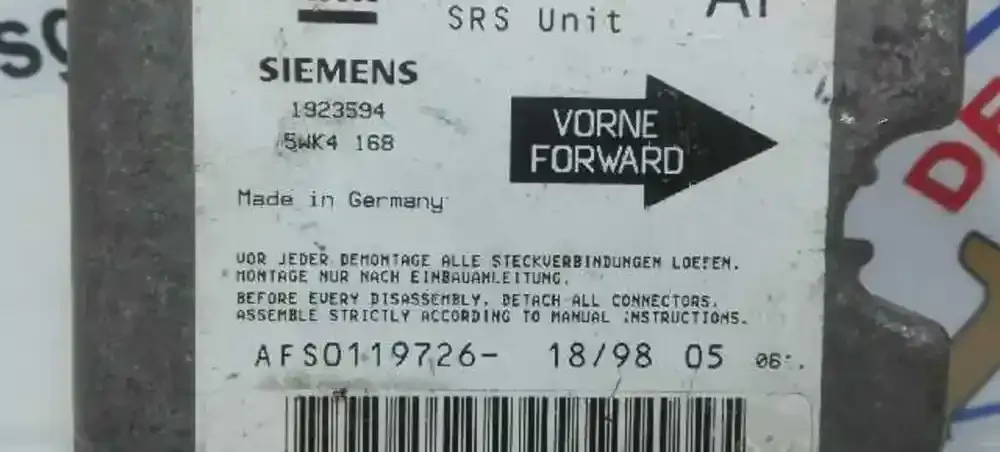 SRS Unit
SIEMENS
1923594
5WK4 168
VORNE
FORWARD
Made in Germany
VOR JEDER DEMONTAGE ALLE STECKVERBINDUNGEN LOESEN.
MONTAGE NUR NACH EINBAUANLEITUNG.
BEFORE EVERY DISASSEMBLY, DETACH ALL CONNECTORS.
ASSEMBLE STRICTLY ACCORDING TO MANUAL INSTRUCTIONS.
AFS0119726- 18/98 05